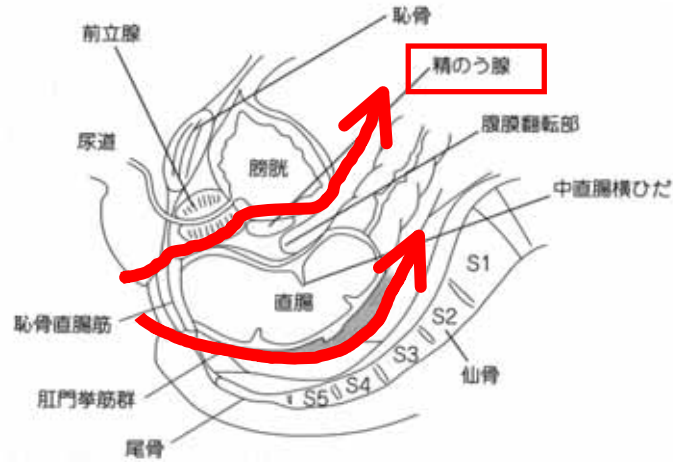 恥骨
前立腺
精のう腺
腹膜翻転部
尿道
膀胱
中直腸横ひだ
直腸
S1
S2
S3
S4
S5
恥骨直腸筋
仙骨
肛門挙筋群
尾骨